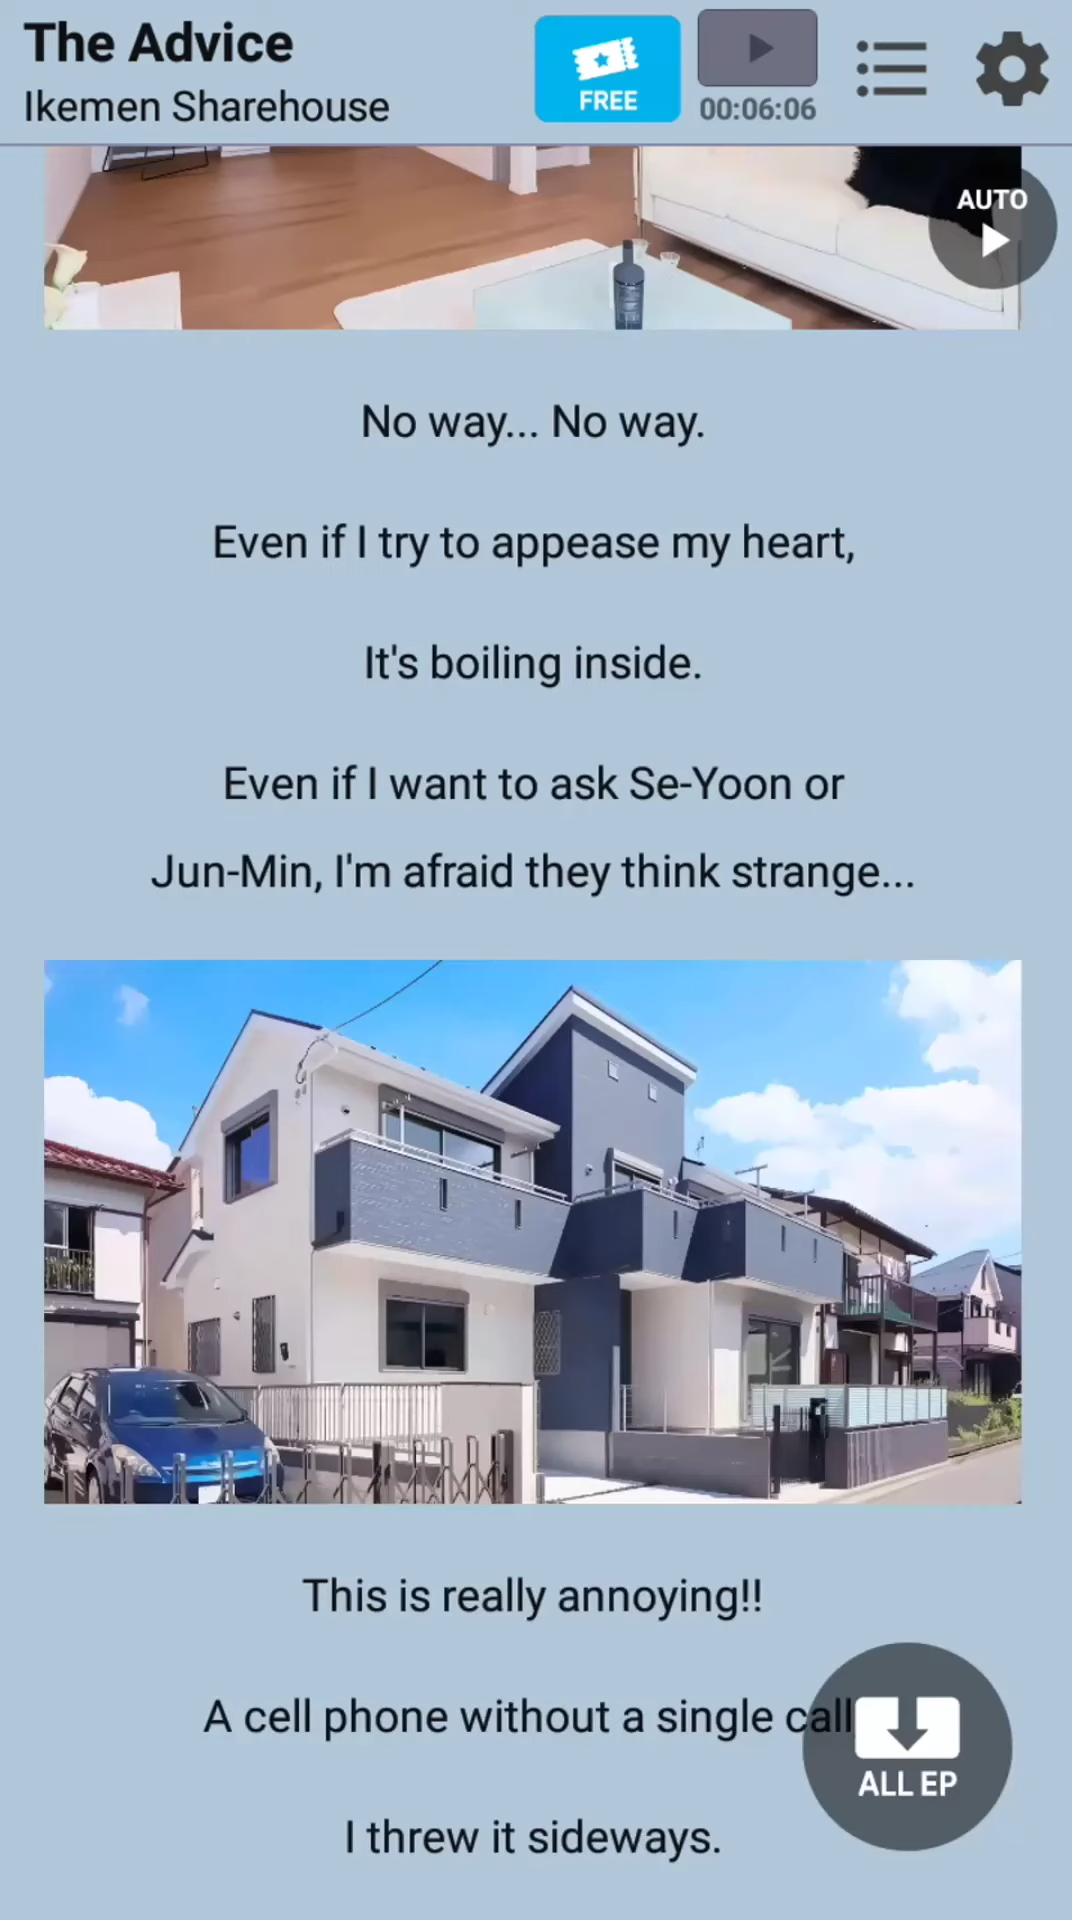 The Advice
Ikemen Sharehouse
FREE
00:06:06
AUTO
No way... No way.
Even if I try to appease my heart,
It's boiling inside.
Even if I want to ask Se-Yoon or
Jun-Min, I'm afraid they think strange...
This is really annoying!!
A cell phone without a single call
ALL EP
I threw it sideways.